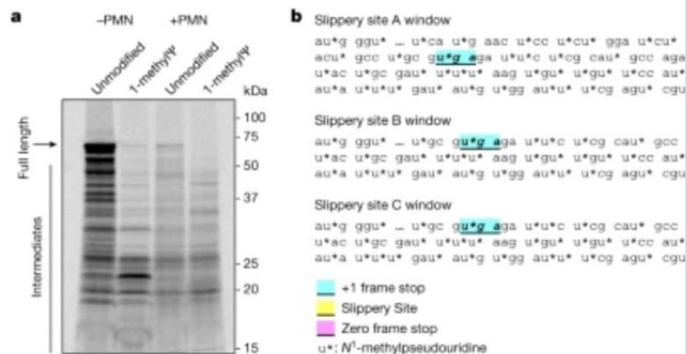 a
–PMN +PMN
Unmodified
1-methylΨ
Unmodified
1-methylΨ
kDa
100
75
50
37
25
20
15
Full length
Intermediates
b
Slippery site A window
au*g ggu* … u*ca u*g aac u*cc u*cu* gga u*cu*
acu* gcc u*gc gu*g aga u*u*c u*cg cau* gcc aga
u*ac u*gc gau* u*u*u* aag u*gu* u*gu* u*cc au*
au*a u*u*u* gau* au*g u*gg au*u* u*cg agu* cgu
Slippery site B window
au*g ggu* … u*gc gu*g aga u*u*c u*cg cau* gcc
u*ac u*gc gau* u*u*u* aag u*gu* u*gu* u*cc au*
au*a u*u*u* gau* au*g u*gg au*u* u*cg agu* cgu
Slippery site C window
au*g ggu* … u*gc gu*g aga u*u*c u*cg cau* gcc
u*ac u*gc gau* u*u*u* aag u*gu* u*gu* u*cc au*
au*a u*u*u* gau* au*g u*gg au*u* u*cg agu* cgu
+1 frame stop
Slippery Site
Zero frame stop
u*: N¹-methylpseudouridine